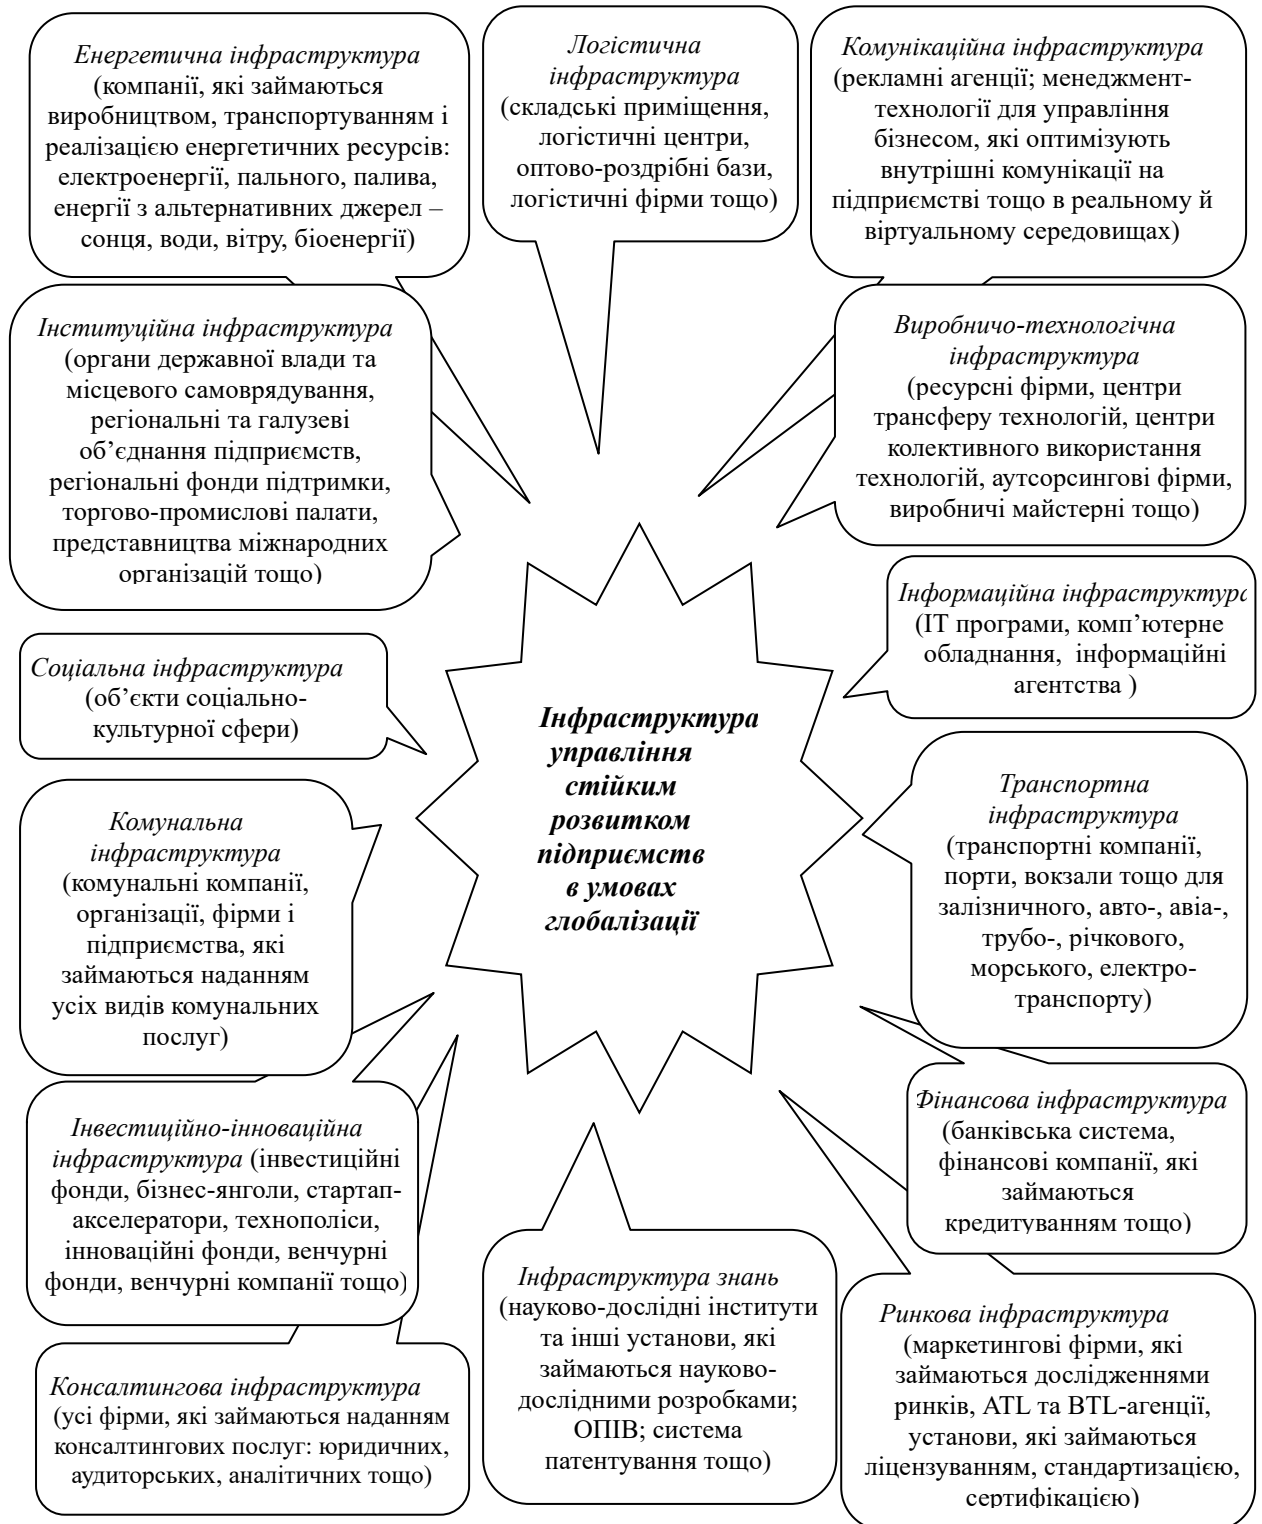 Енергетична інфраструктура
(компанії, які займаються
виробництвом, транспортуванням і
реалізацією енергетичних ресурсів:
електроенергії, пального, палива,
енергії з альтернативних джерел –
сонця, води, вітру, біоенергії)
Логістична
інфраструктура
(складські приміщення,
логістичні центри,
оптово-роздрібні бази,
логістичні фірми тощо)
Комунікаційна інфраструктура
(рекламні агенції; менеджмент-
технології для управління
бізнесом, які оптимізують
внутрішні комунікації на
підприємстві тощо в реальному й
віртуальному середовищах)
Інституційна інфраструктура
(органи державної влади та
місцевого самоврядування,
регіональні та галузеві
об’єднання підприємств,
регіональні фонди підтримки,
торгово-промислові палати,
представництва міжнародних
організацій тощо)
Виробничо-технологічна
інфраструктура
(ресурсні фірми, центри
трансферу технологій, центри
колективного використання
технологій, аутсорсингові фірми,
виробничі майстерні тощо)
Інформаційна інфраструктура
(ІТ програми, комп’ютерне
обладнання, інформаційні
агентства )
Соціальна інфраструктура
(об’єкти соціально-
культурної сфери)
Інфраструктура
управління
стійким
розвитком
підприємств
в умовах
глобалізації
Транспортна
інфраструктура
(транспортні компанії,
порти, вокзали тощо для
залізничного, авто-, авіа-,
трубо-, річкового,
морського, електро-
транспорту)
Комунальна
інфраструктура
(комунальні компанії,
організації, фірми і
підприємства, які
займаються наданням
усіх видів комунальних
послуг)
Фінансова інфраструктура
(банківська система,
фінансові компанії, які
займаються
кредитуванням тощо)
Інвестиційно-інноваційна
інфраструктура (інвестиційні
фонди, бізнес-янголи, стартап-
акселератори, технополіси,
інноваційні фонди, венчурні
фонди, венчурні компанії тощо)
Інфраструктура знань
(науково-дослідні інститути
та інші установи, які
займаються науково-
дослідними розробками;
ОПІВ; система
патентування тощо)
Ринкова інфраструктура
(маркетингові фірми, які
займаються дослідженнями
ринків, ATL та BTL-агенції,
установи, які займаються
ліцензуванням, стандартизацією,
сертифікацією)
Консалтингова інфраструктура
(усі фірми, які займаються наданням
консалтингових послуг: юридичних,
аудиторських, аналітичних тощо)